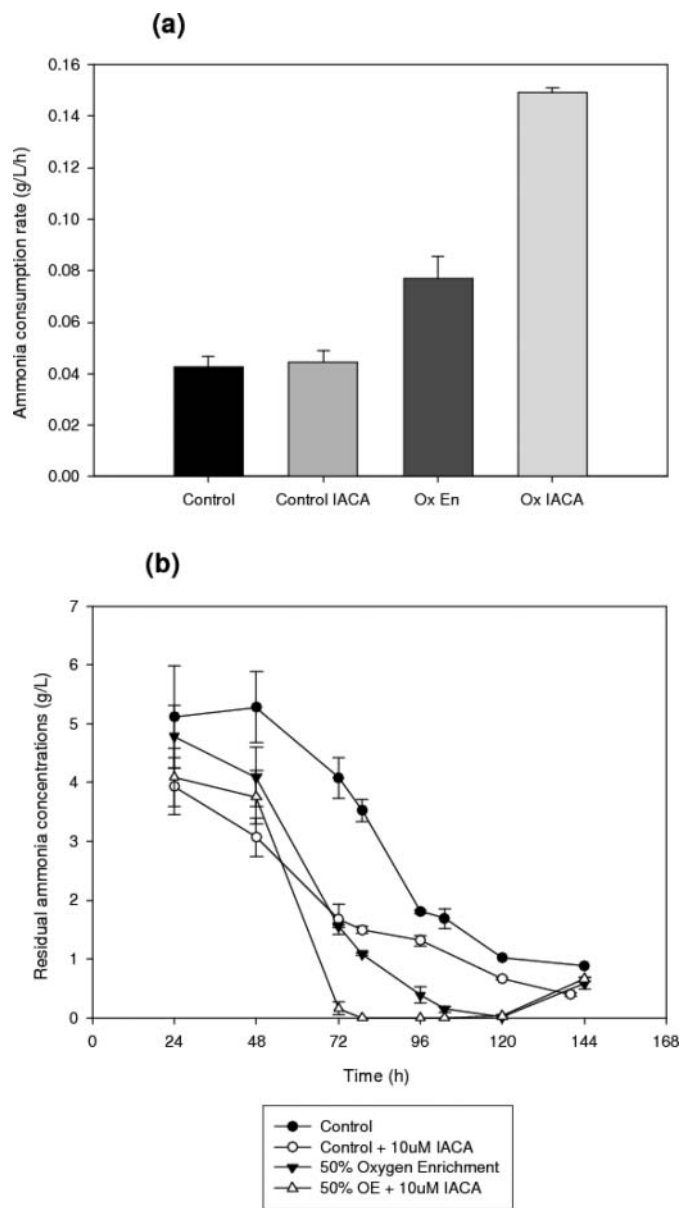 (a)
Ammonia consumption rate (g/L/h)
0.16
0.14
0.12
0.10
0.08
0.06
0.04
0.02
0.00
Control
Control IACA
Ox En
Ox IACA
(b)
Residual ammonia concentrations (g/L)
7
6
5
4
3
2
1
0
0
24
48
72
96
120
144
168
Time (h)
Control
Control + 10uM IACA
50% Oxygen Enrichment
50% OE + 10uM IACA